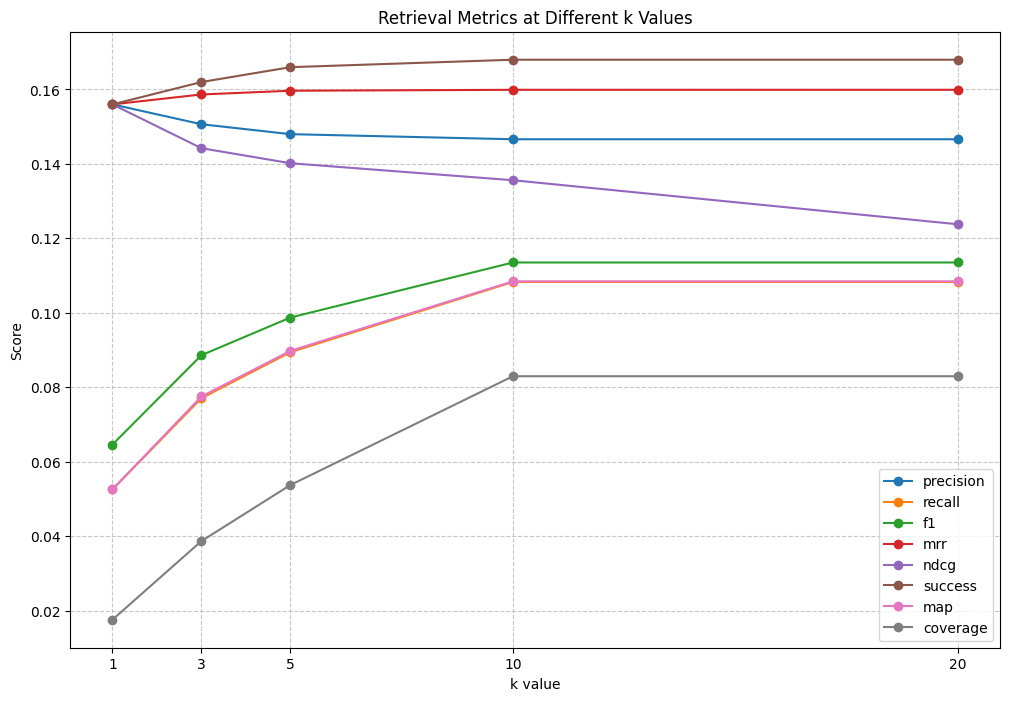 Retrieval Metrics at Different k Values
Score
0.16
0.14
0.12
0.10
0.08
0.06
0.04
0.02
1 3 5 10 20
k value
precision
recall
f1
mrr
ndcg
success
map
coverage